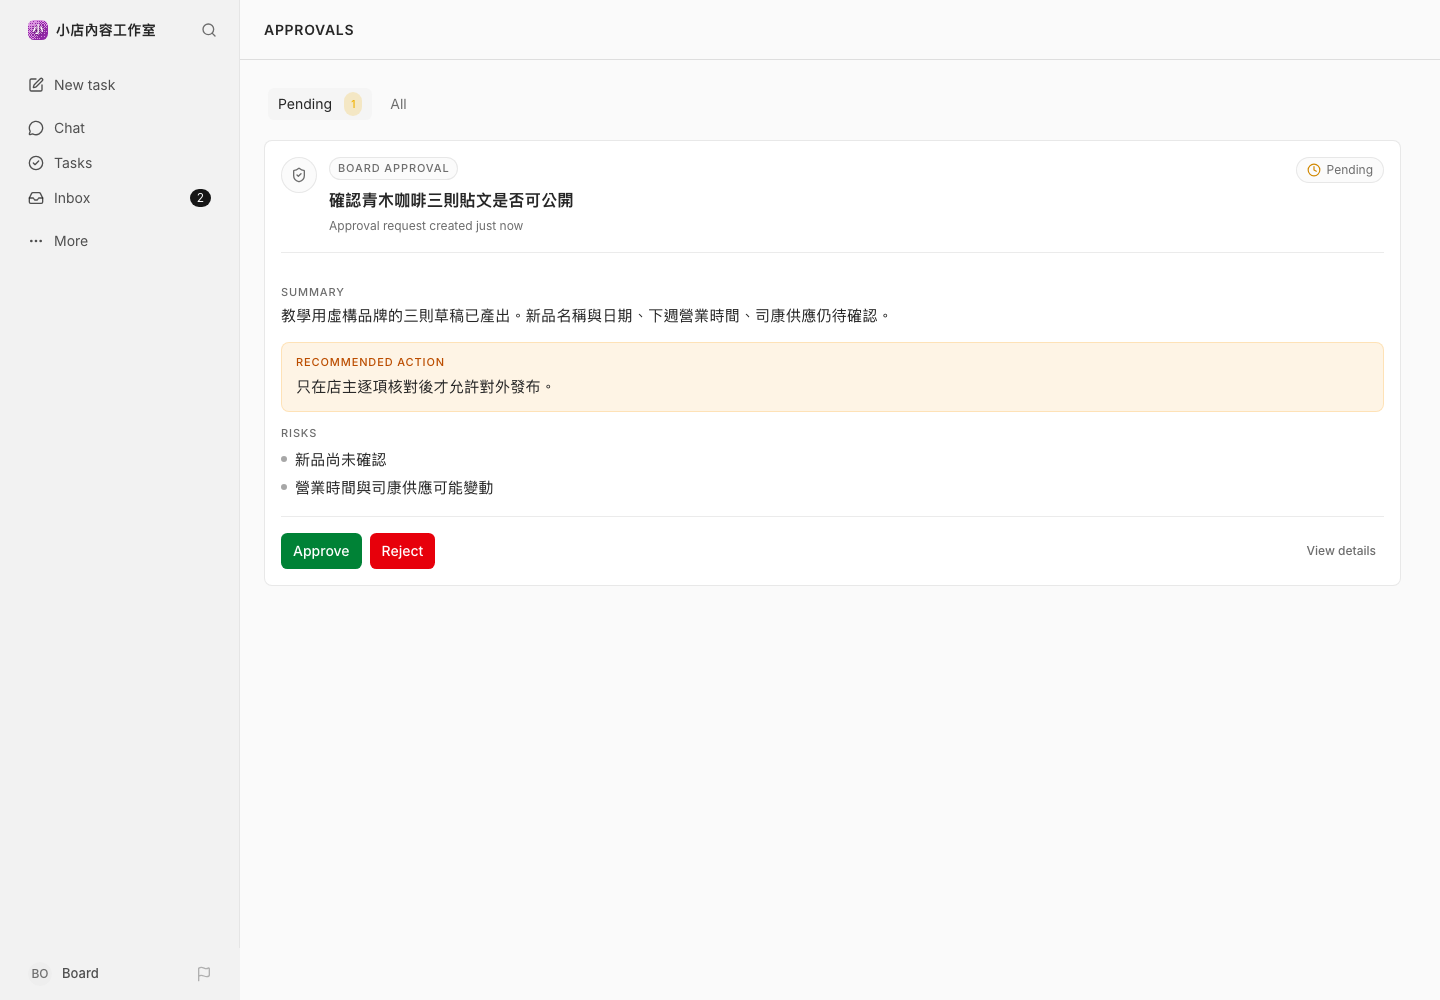 小 小店內容工作室
New task
Chat
Tasks
Inbox 2
More
BO Board
APPROVALS
Pending 1 All
BOARD APPROVAL
Pending
確認青木咖啡三則貼文是否可公開
Approval request created just now
SUMMARY
教學用虛構品牌的三則草稿已產出。新品名稱與日期、下週營業時間、司康供應仍待確認。
RECOMMENDED ACTION
只在店主逐項核對後才允許對外發布。
RISKS
新品尚未確認
營業時間與司康供應可能變動
Approve Reject View details